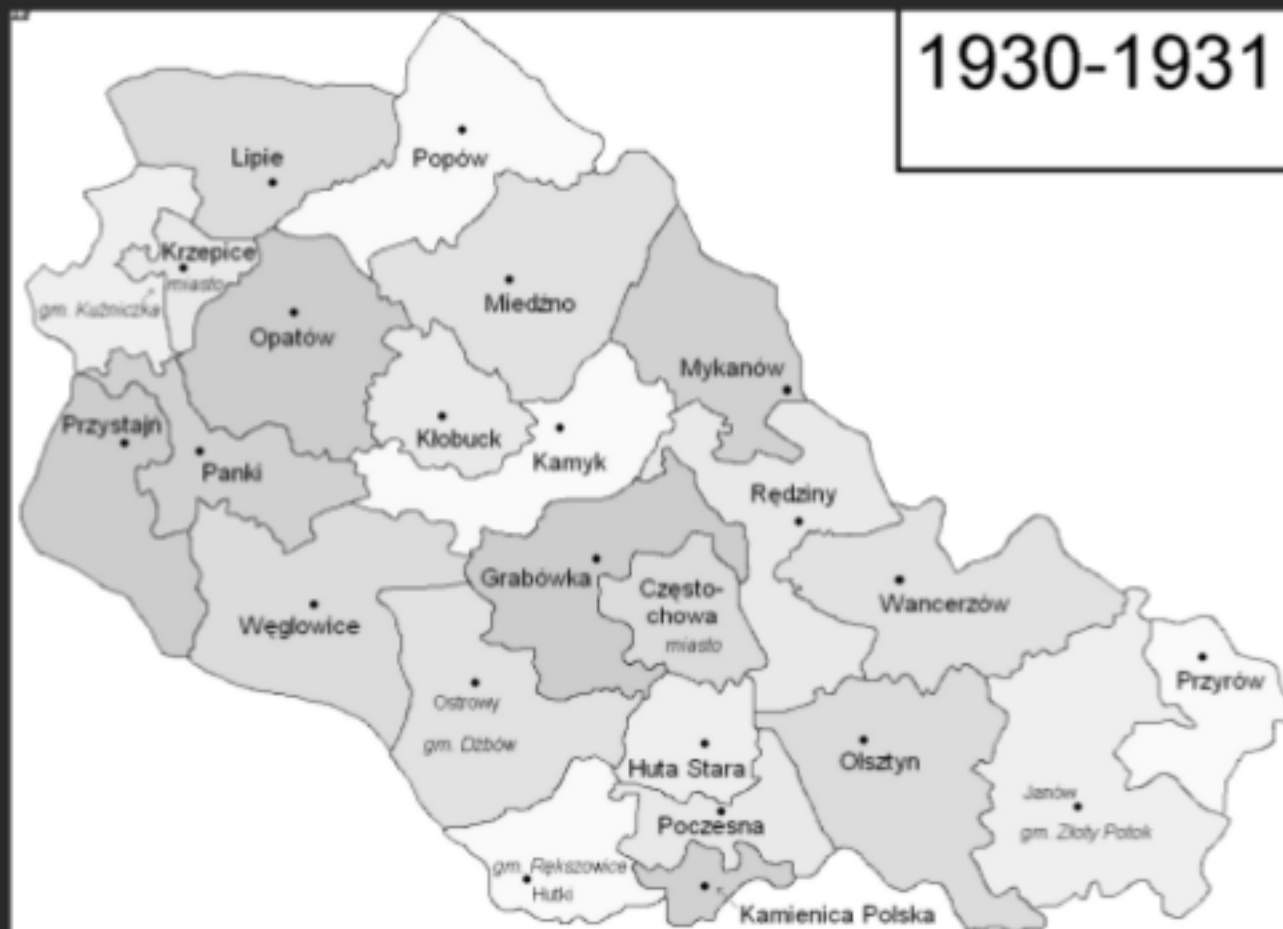 1930-1931
Lipie
Popów
Krzepice
miasto
gm. Kuźniczka
Opatów
Miedźno
Mykanów
Przystajń
Panki
Kłobuck
Kamyk
Rędziny
Grabówka
Często-
chowa
miasto
Wancerzów
Węglowice
Ostrowy
gm. Dźbów
Przyrów
Huta Stara
Olsztyn
Janów
gm. Złoty Potok
Poczesna
gm. Rększowice
Hutki
Kamienica Polska